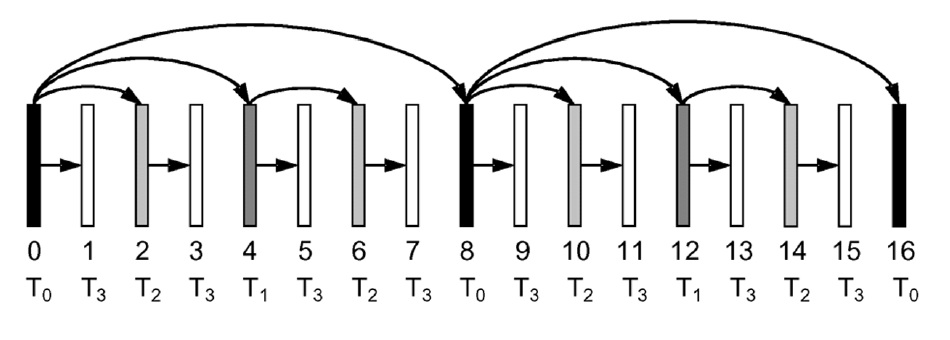 0 1 2 3 4 5 6 7 8 9 10 11 12 13 14 15 16
T₀ T₃ T₂ T₃ T₁ T₃ T₂ T₃ T₀ T₃ T₂ T₃ T₁ T₃ T₂ T₃ T₀